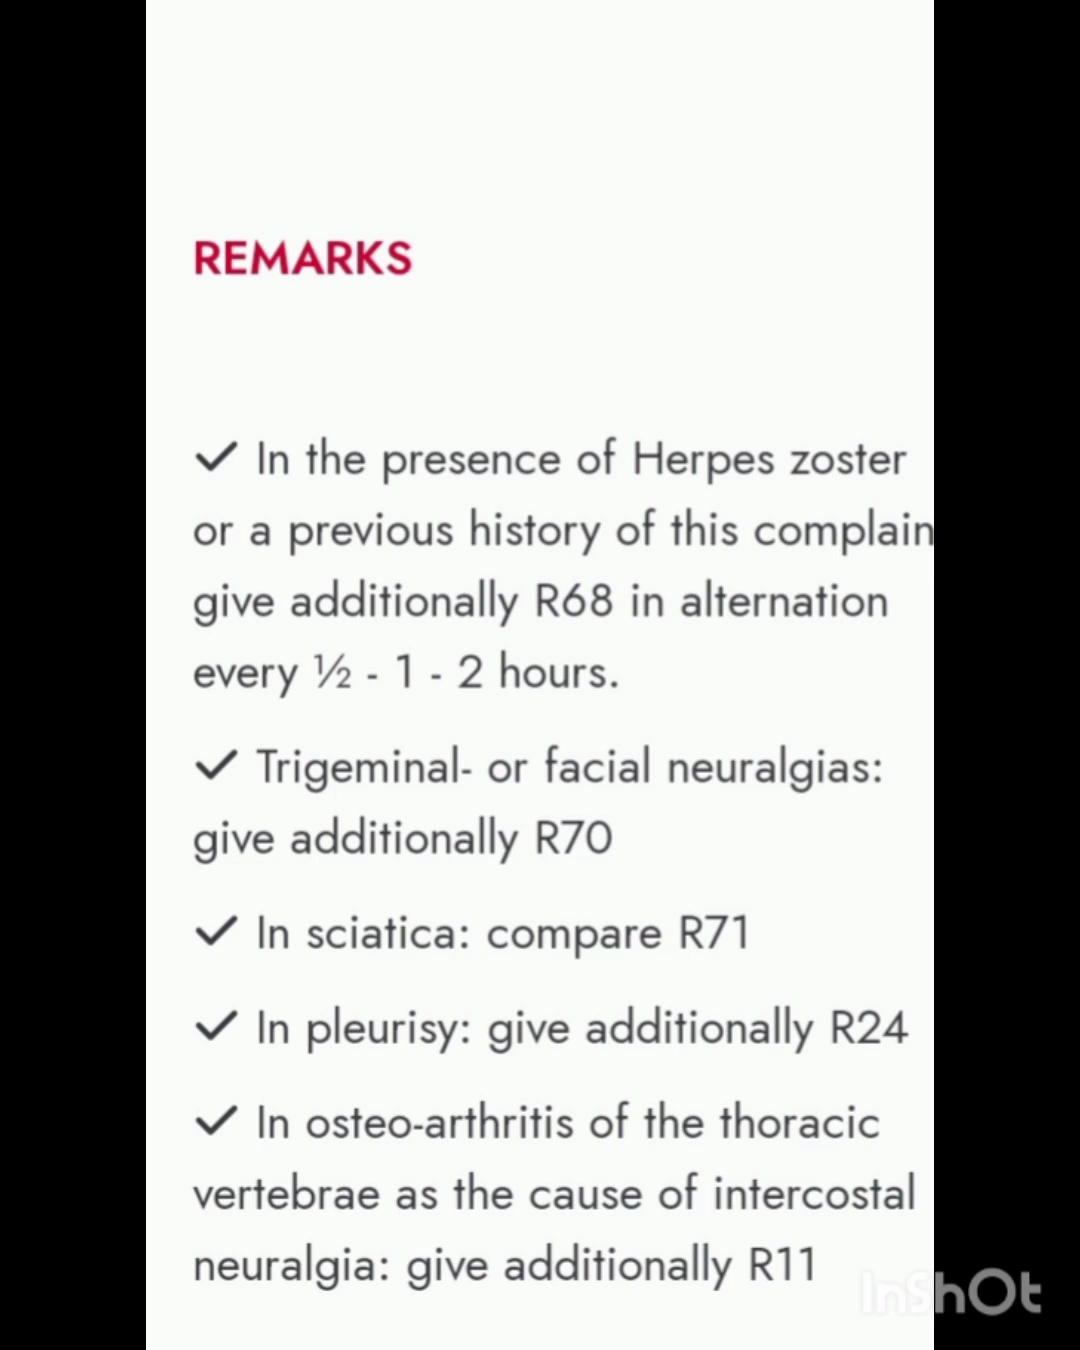 REMARKS
✓ In the presence of Herpes zoster
or a previous history of this complain
give additionally R68 in alternation
every ½ - 1 - 2 hours.
✓ Trigeminal- or facial neuralgias:
give additionally R70
✓ In sciatica: compare R71
✓ In pleurisy: give additionally R24
✓ In osteo-arthritis of the thoracic
vertebrae as the cause of intercostal
neuralgia: give additionally R11
InShOt